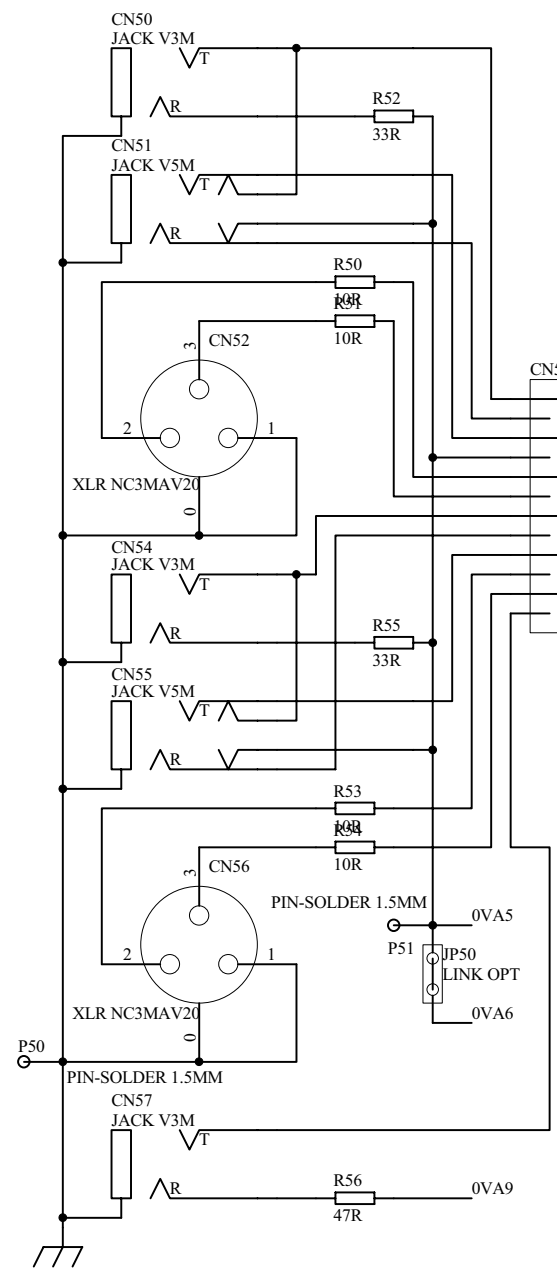 CN50
JACK V3M
T
R
R52
33R
CN51
JACK V5M
T
R
R50
10R
R51
10R
CN5
CN52
3
2
1
XLR NC3MAV20
0
CN54
JACK V3M
T
R
R55
33R
CN55
JACK V5M
T
R
R53
10R
R54
10R
CN56
3
2
1
XLR NC3MAV20
0
PIN-SOLDER 1.5MM
0VA5
P51
JP50
LINK OPT
0VA6
P50
PIN-SOLDER 1.5MM
CN57
JACK V3M
T
R
R56
47R
0VA9